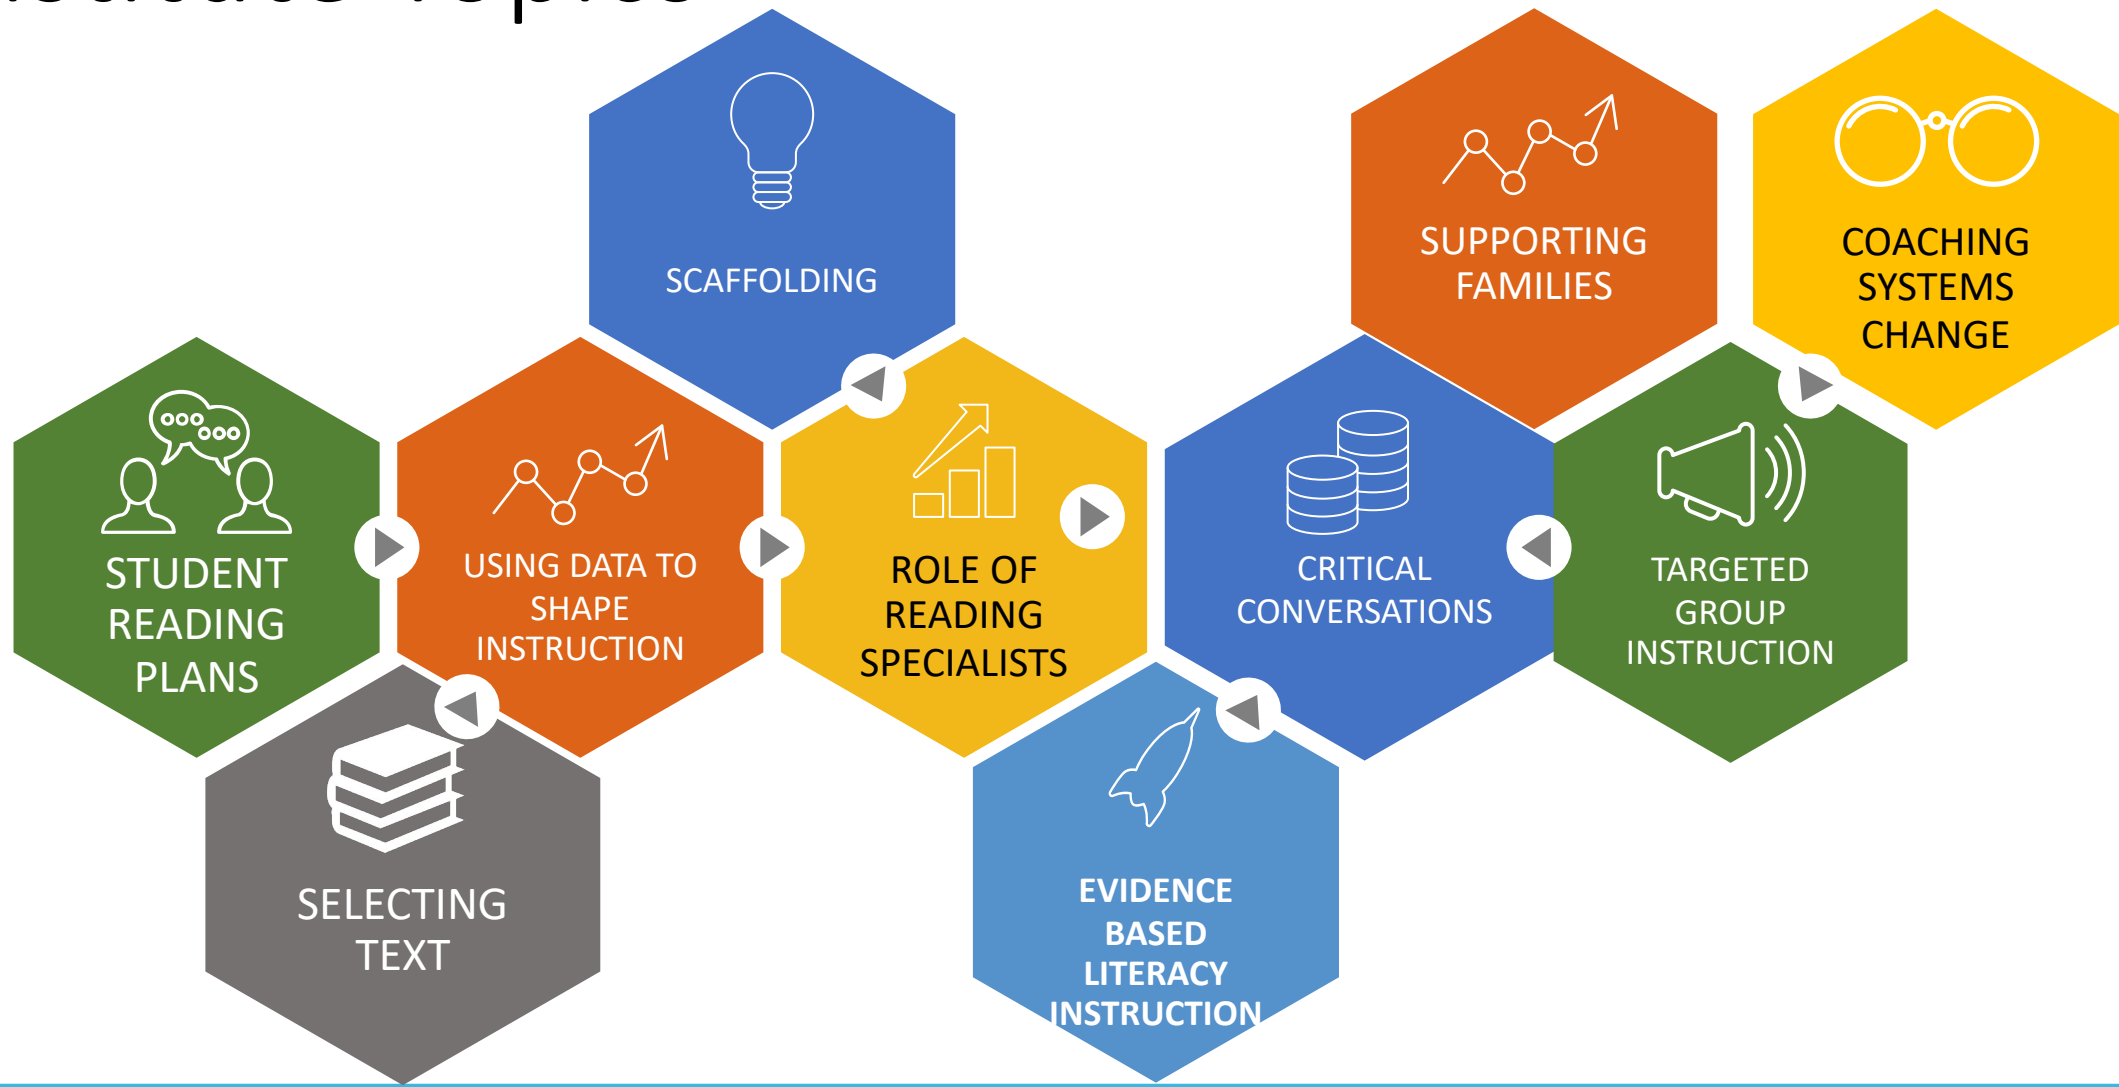 Topics
SCAFFOLDING
SUPPORTING
FAMILIES
COACHING
SYSTEMS
CHANGE
STUDENT
READING
PLANS
USING DATA TO
SHAPE
INSTRUCTION
ROLE OF
READING
SPECIALISTS
CRITICAL
CONVERSATIONS
TARGETED
GROUP
INSTRUCTION
SELECTING
TEXT
EVIDENCE
BASED
LITERACY
INSTRUCTION